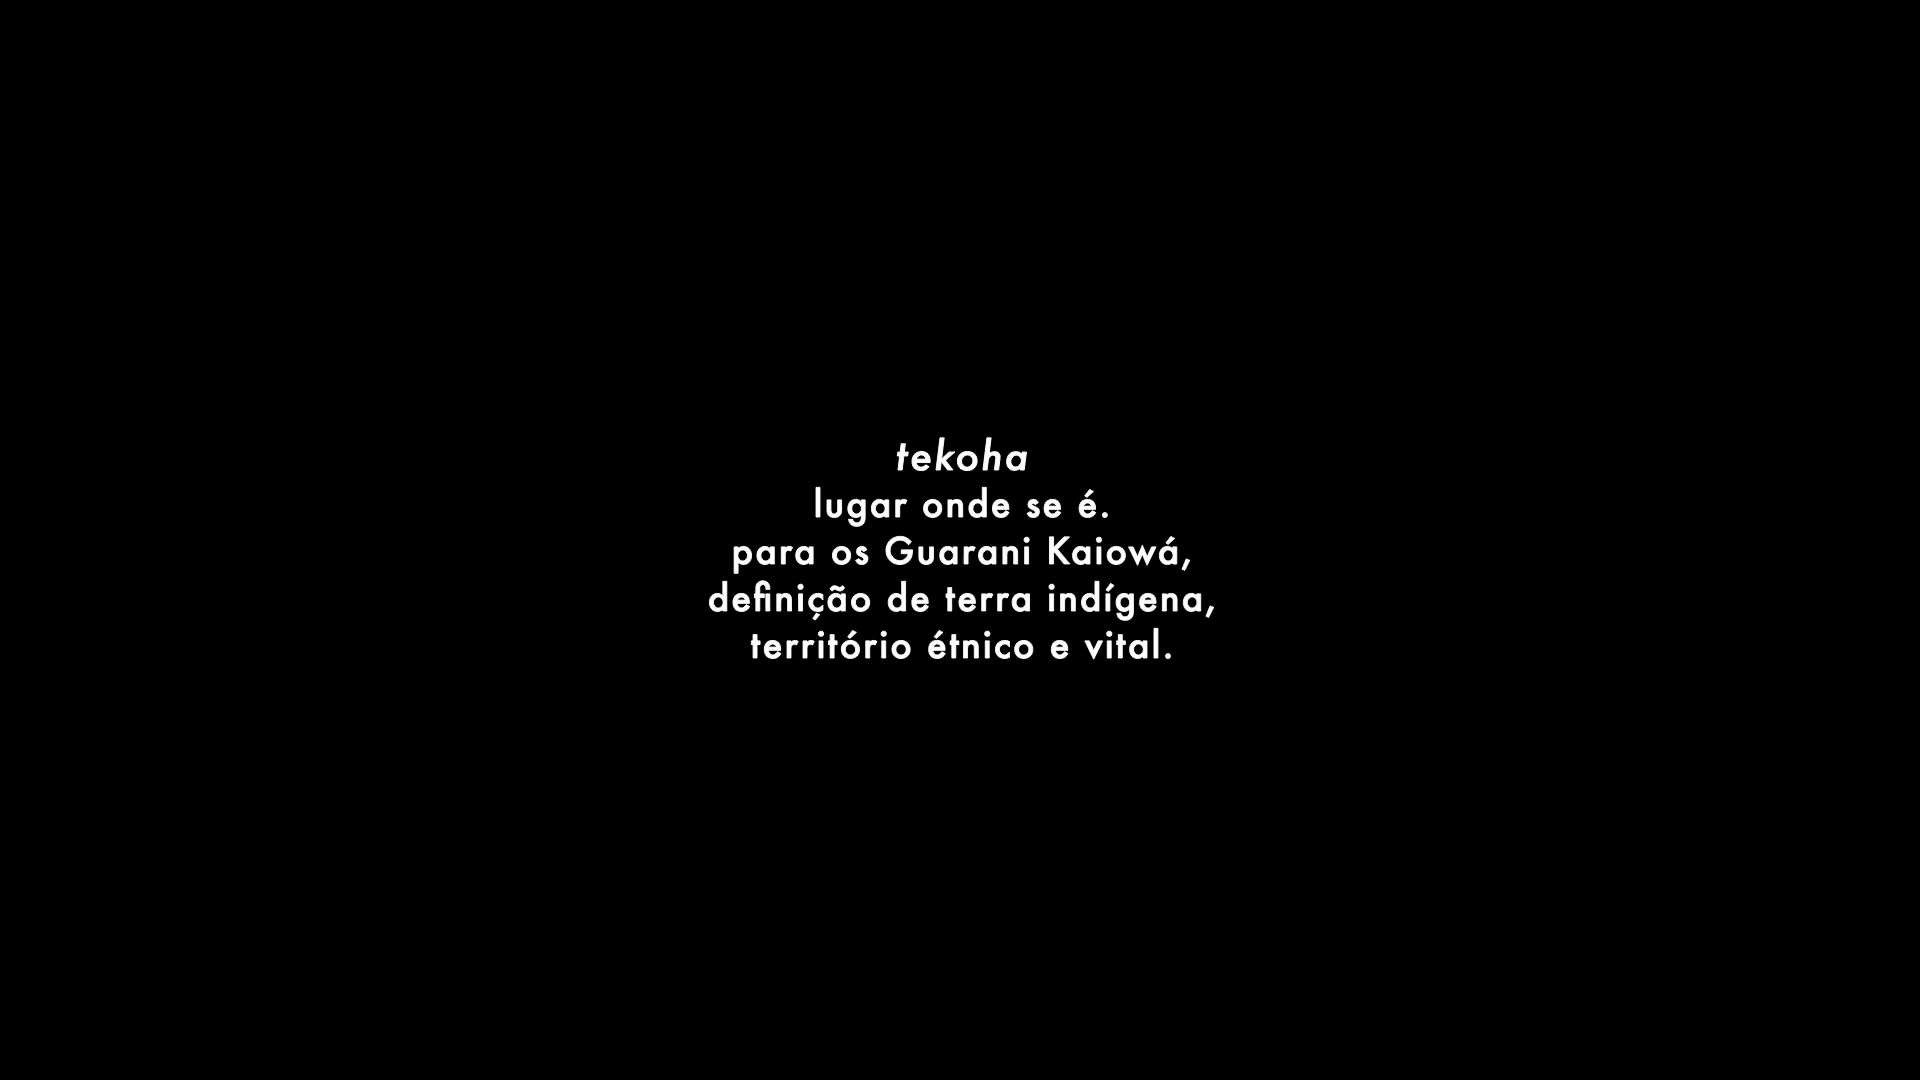 tekoha
lugar onde se é.
para os Guarani Kaiowá,
definição de terra indígena,
território étnico e vital.